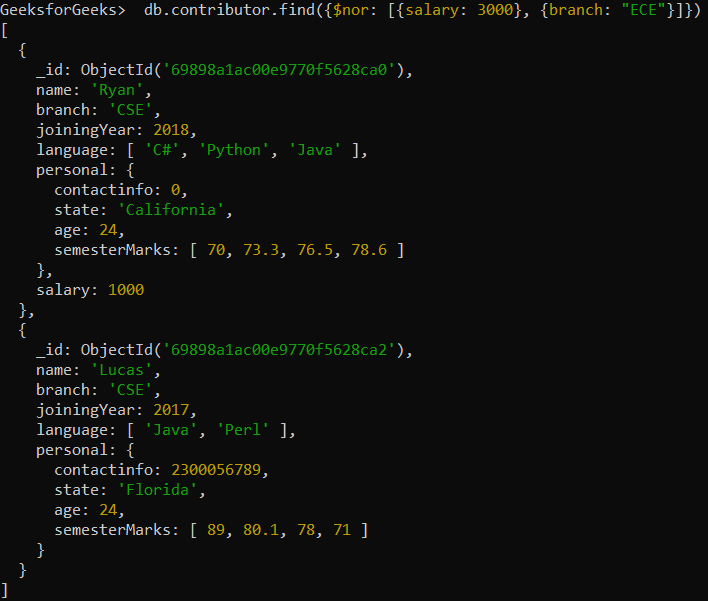 GeeksforGeeks>  db.contributor.find({$nor: [{salary: 3000}, {branch: "ECE"}]})
[
  {
    _id: ObjectId('69898a1ac00e9770f5628ca0'),
    name: 'Ryan',
    branch: 'CSE',
    joiningYear: 2018,
    language: [ 'C#', 'Python', 'Java' ],
    personal: {
      contactinfo: 0,
      state: 'California',
      age: 24,
      semesterMarks: [ 70, 73.3, 76.5, 78.6 ]
    },
    salary: 1000
  },
  {
    _id: ObjectId('69898a1ac00e9770f5628ca2'),
    name: 'Lucas',
    branch: 'CSE',
    joiningYear: 2017,
    language: [ 'Java', 'Perl' ],
    personal: {
      contactinfo: 2300056789,
      state: 'Florida',
      age: 24,
      semesterMarks: [ 89, 80.1, 78, 71 ]
    }
  }
]